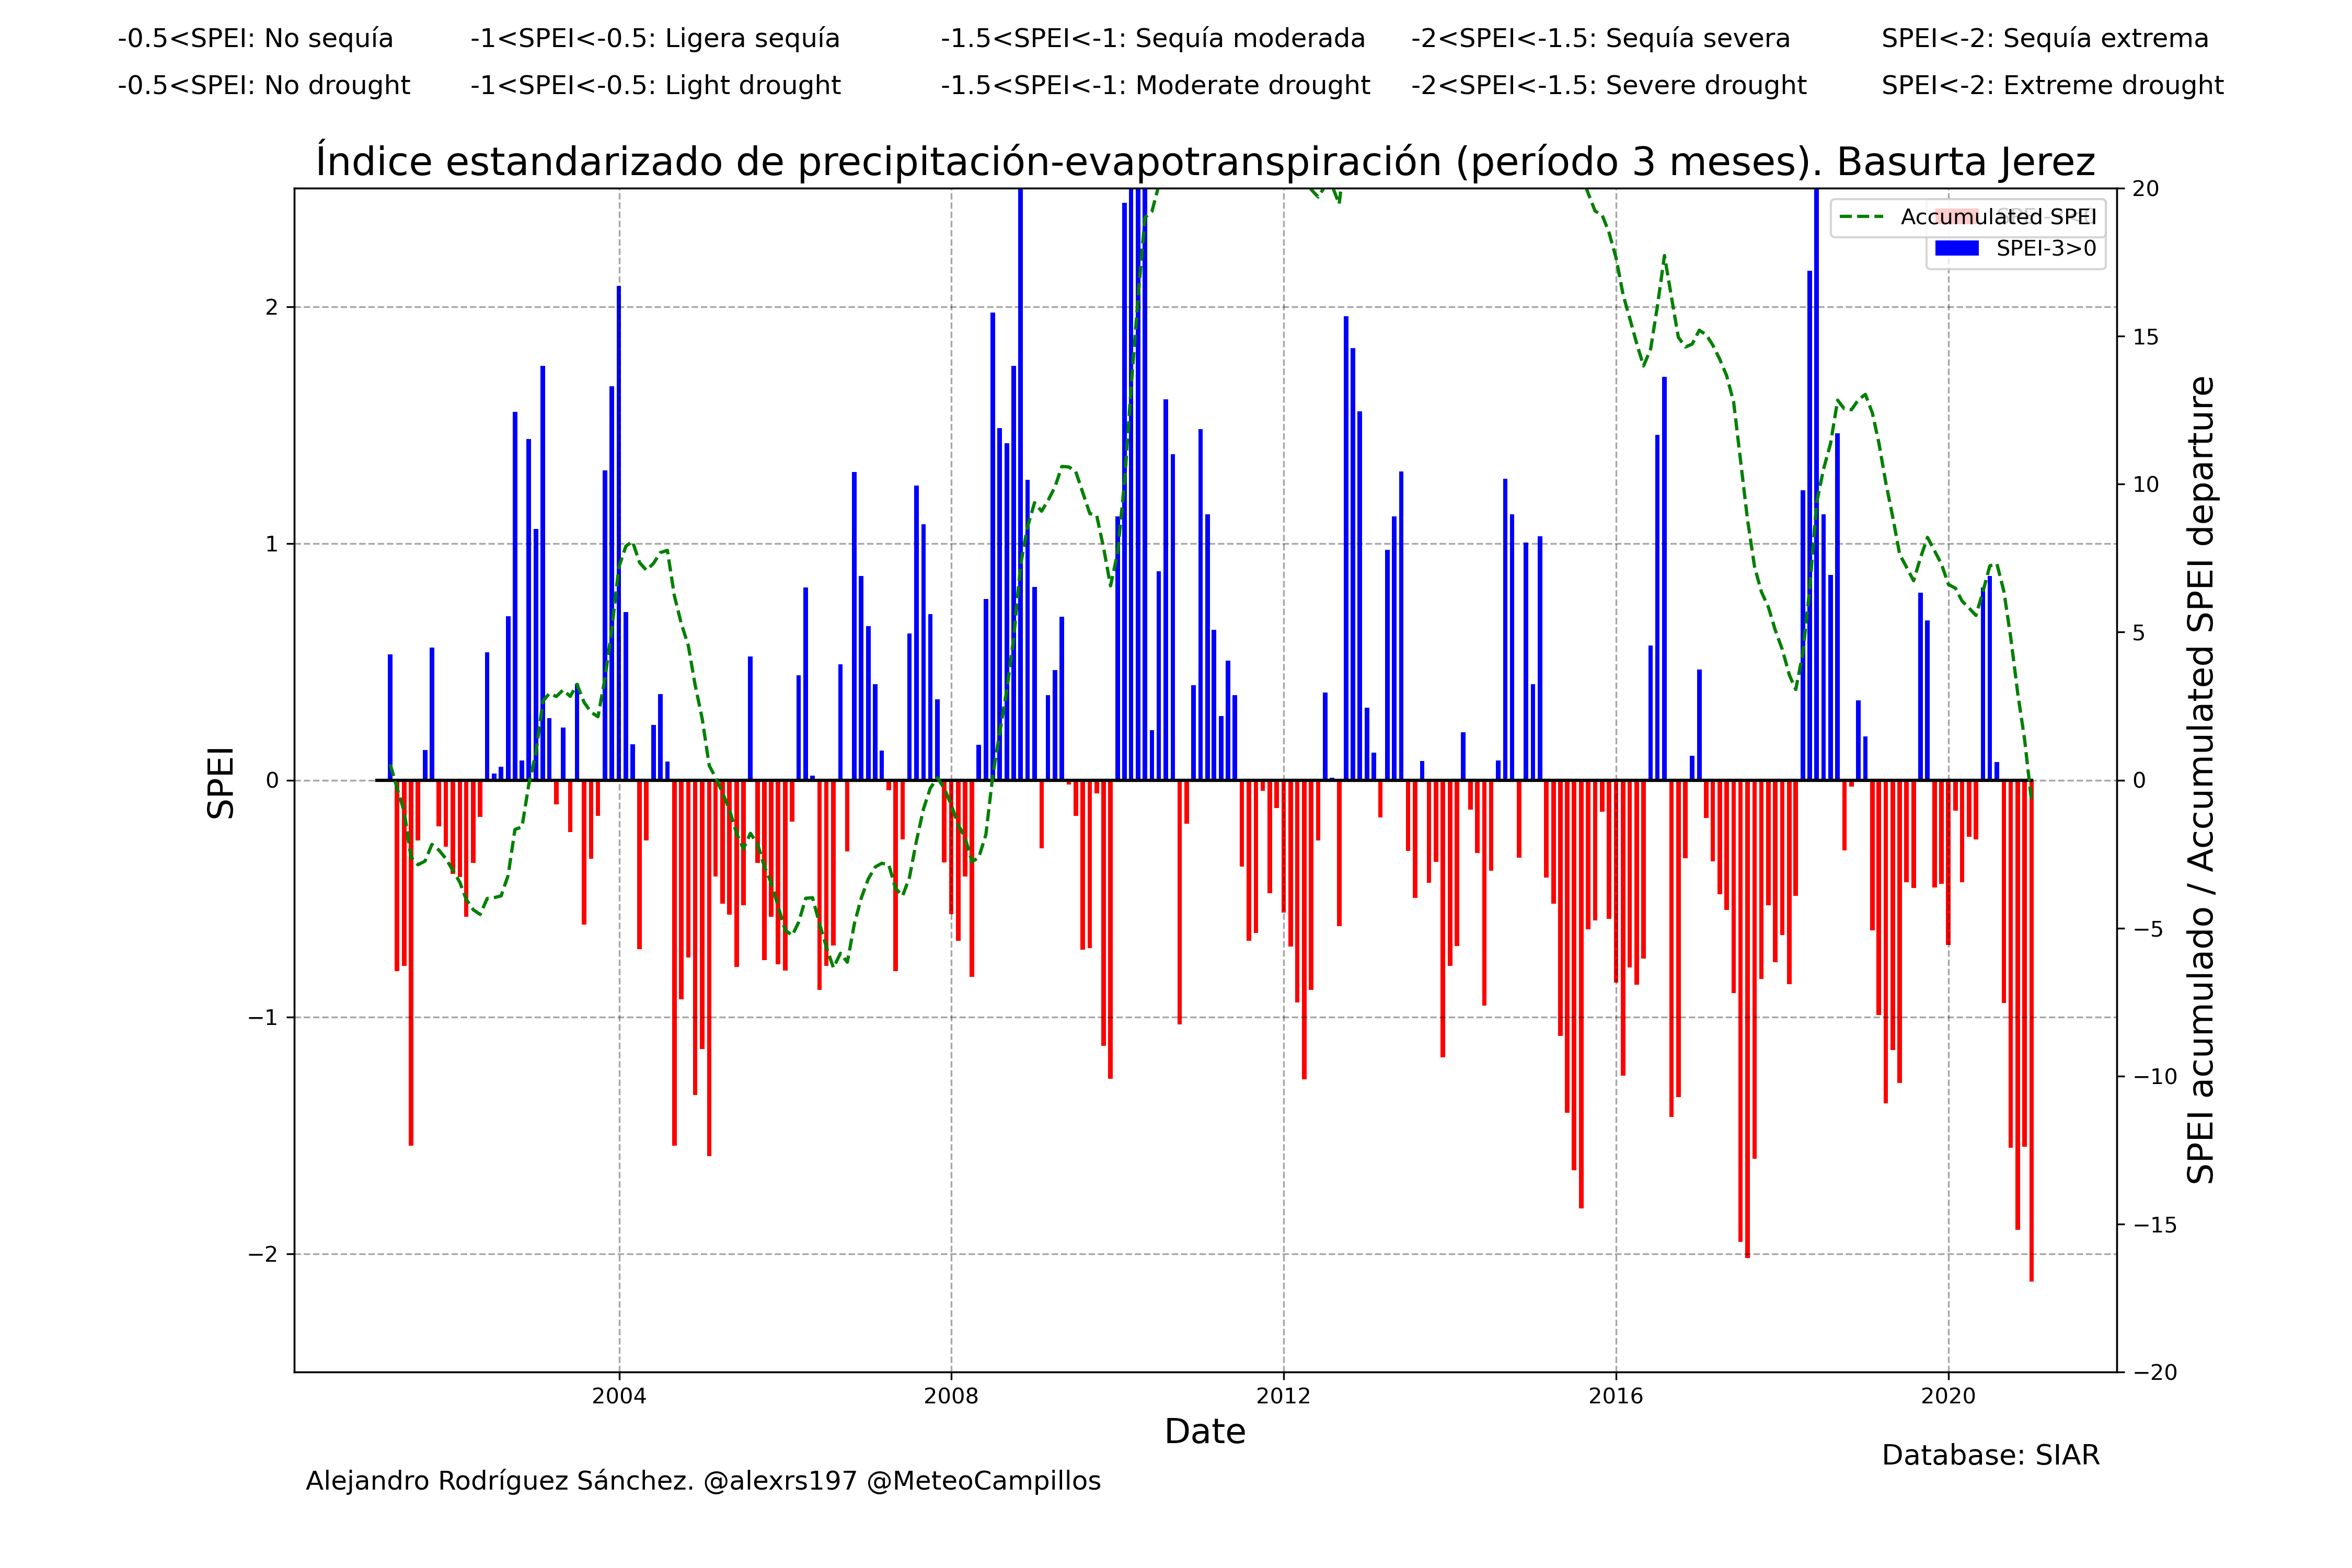 -0.5<SPEI: No sequía -1<SPEI<-0.5: Ligera sequía -1.5<SPEI<-1: Sequía moderada -2<SPEI<-1.5: Sequía severa SPEI<-2: Sequía extrema
-0.5<SPEI: No drought -1<SPEI<-0.5: Light drought -1.5<SPEI<-1: Moderate drought -2<SPEI<-1.5: Severe drought SPEI<-2: Extreme drought
Índice estandarizado de precipitación-evapotranspiración (período 3 meses). Basurta Jerez
Accumulated SPEI
SPEI-3>0
SPEI
2
1
0
−1
−2
20
15
10
5
0
−5
−10
−15
−20
SPEI acumulado / Accumulated SPEI departure
2004 2008 2012 2016 2020
Date
Database: SIAR
Alejandro Rodríguez Sánchez. @alexrs197 @MeteoCampillos